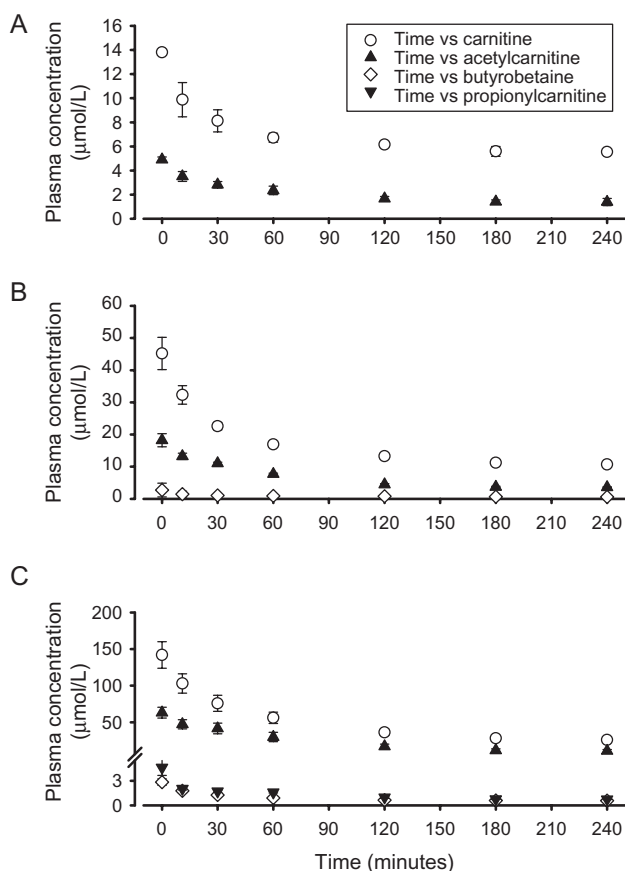 A
Plasma concentration
(µmol/L)
16
14
12
10
8
6
4
2
0
Time vs carnitine
Time vs acetylcarnitine
Time vs butyrobetaine
Time vs propionylcarnitine
0 30 60 90 120 150 180 210 240
B
Plasma concentration
(µmol/L)
60
50
40
30
20
10
0
0 30 60 90 120 150 180 210 240
C
Plasma concentration
(µmol/L)
200
150
100
50
3
0
0 30 60 90 120 150 180 210 240
Time (minutes)